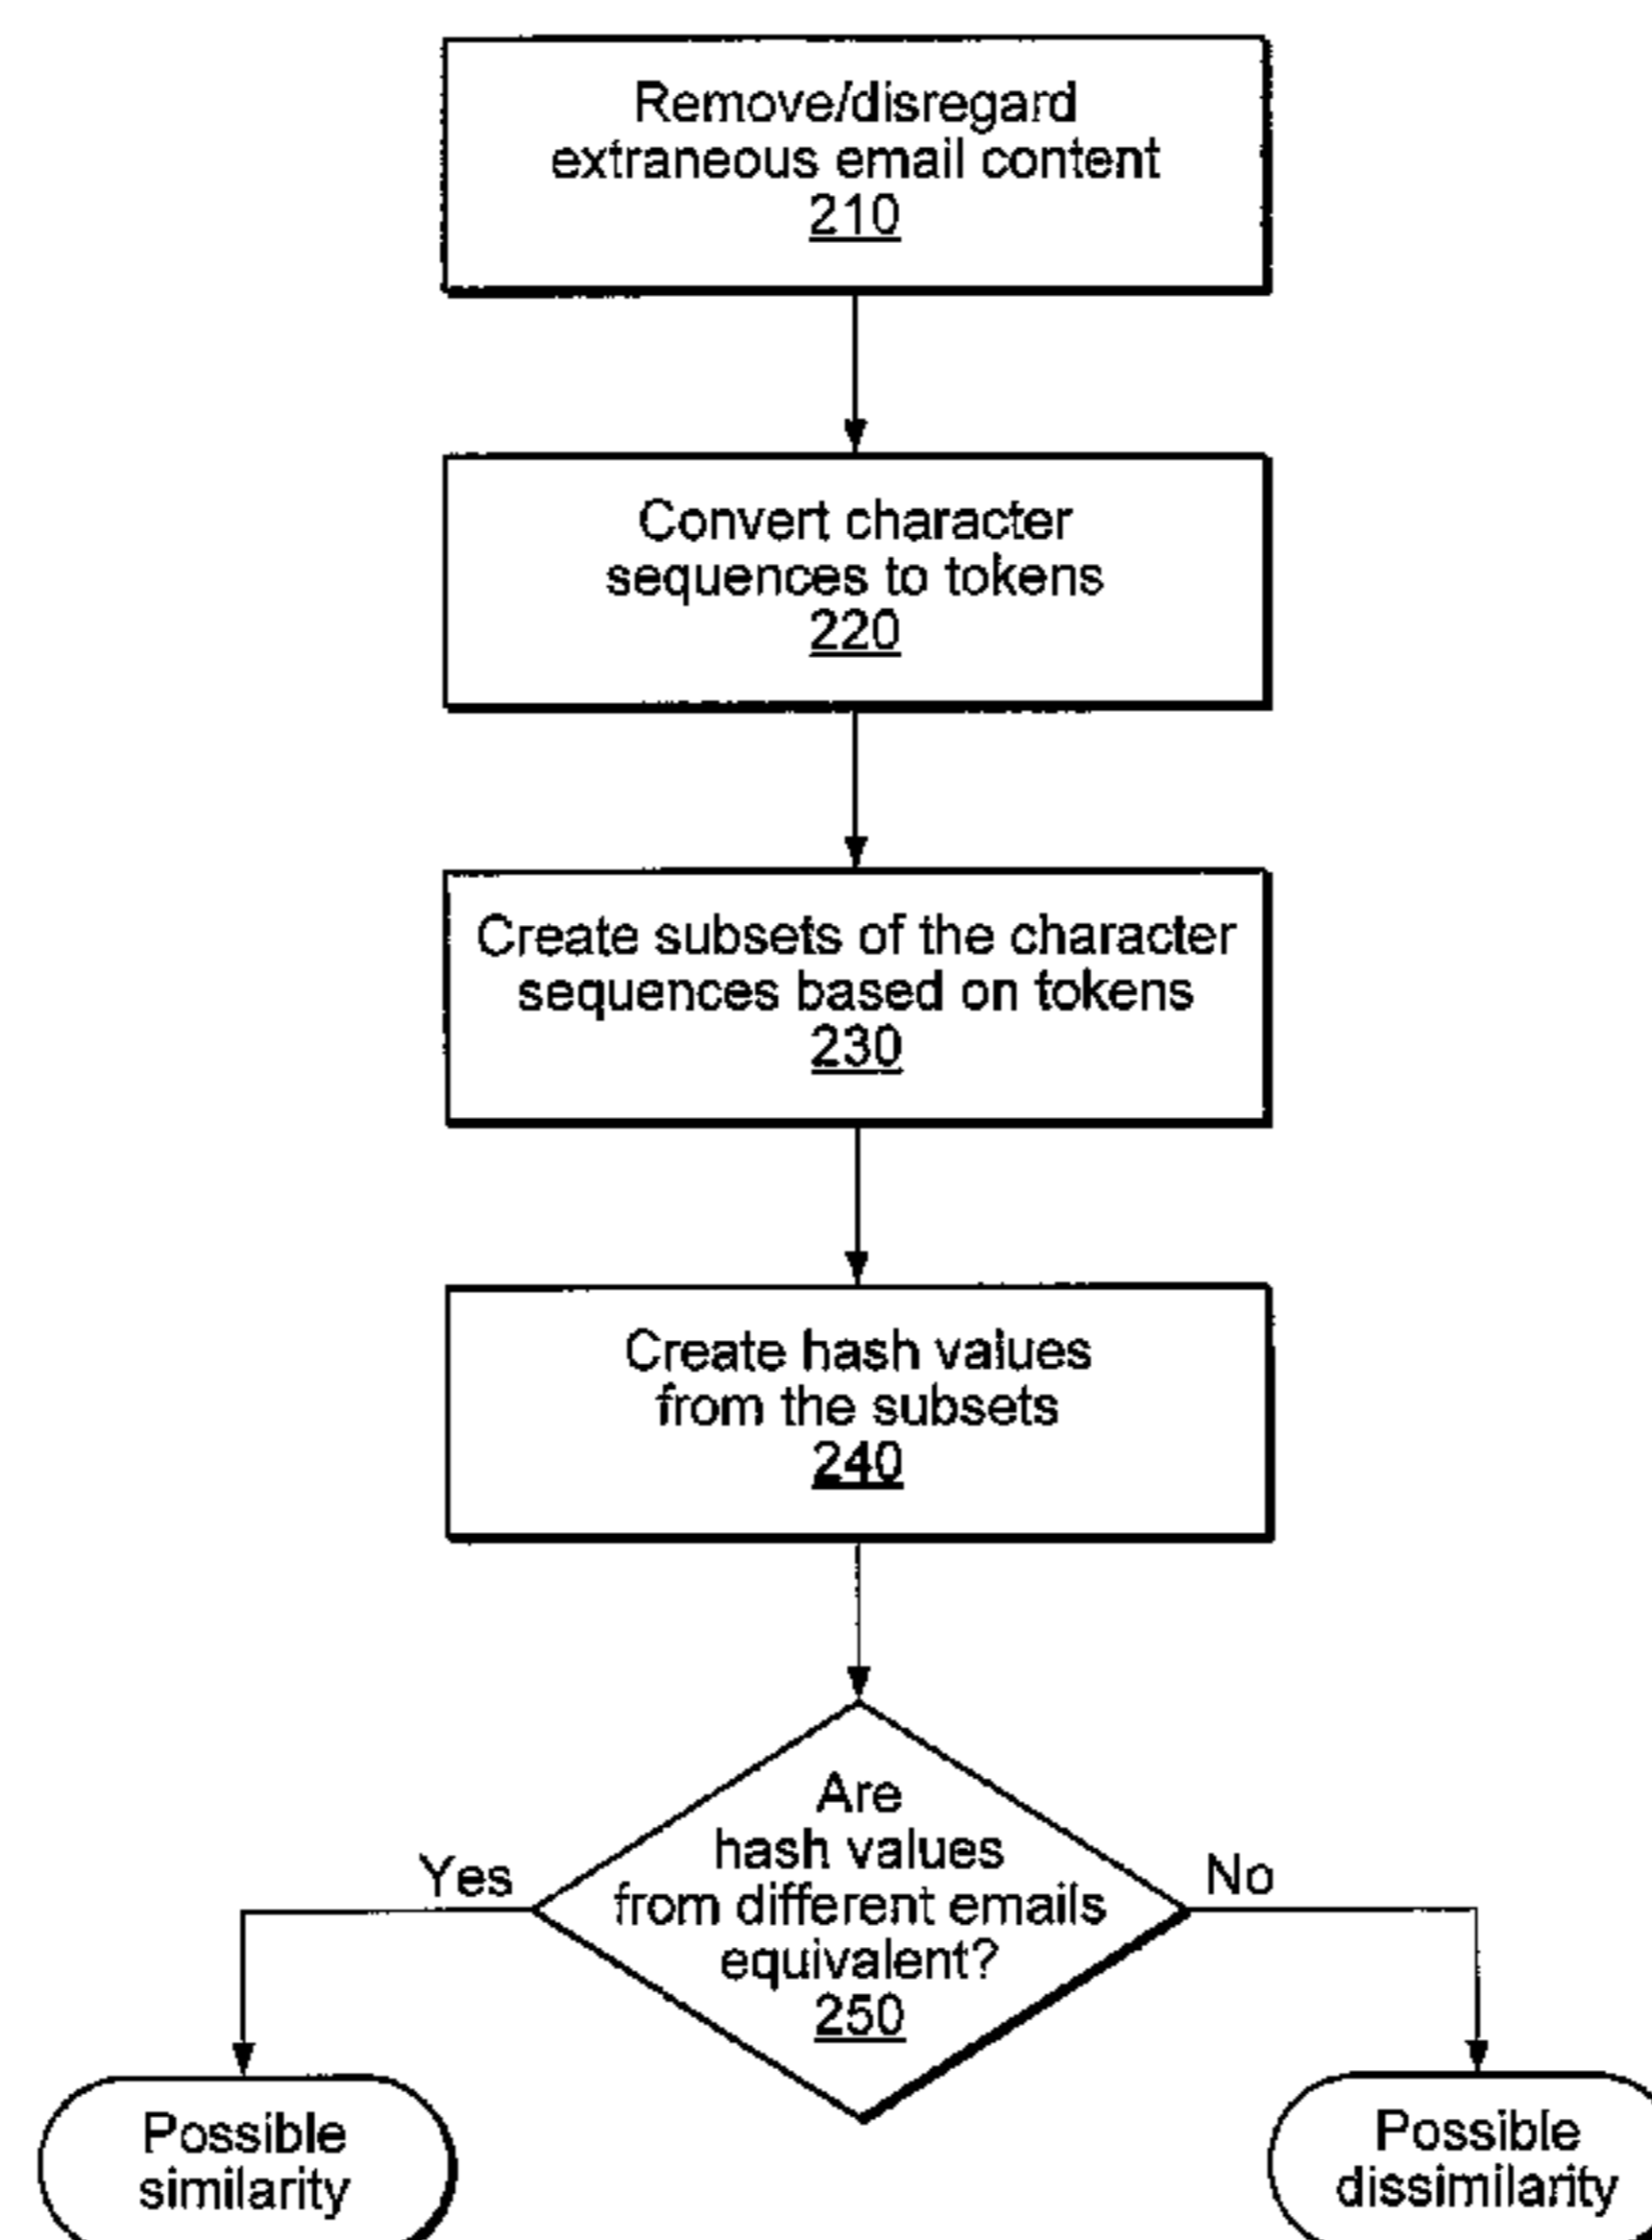 Remove/disregard
extraneous email content
210
Convert character
sequences to tokens
220
Create subsets of the character
sequences based on tokens
230
Create hash values
from the subsets
240
Are
hash values
from different emails
equivalent?
250
Yes
No
Possible
similarity
Possible
dissimilarity